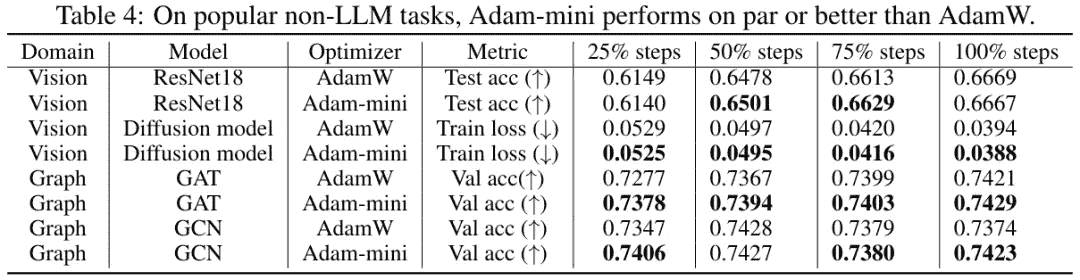 Table 4: On popular non-LLM tasks, Adam-mini performs on par or better than AdamW.
Domain Model Optimizer Metric 25% steps 50% steps 75% steps 100% steps
Vision ResNet18 AdamW Test acc (↑) 0.6149 0.6478 0.6613 0.6669
Vision ResNet18 Adam-mini Test acc (↑) 0.6140 0.6501 0.6629 0.6667
Vision Diffusion model AdamW Train loss (↓) 0.0529 0.0497 0.0420 0.0394
Vision Diffusion model Adam-mini Train loss (↓) 0.0525 0.0495 0.0416 0.0388
Graph GAT AdamW Val acc(↑) 0.7277 0.7367 0.7399 0.7421
Graph GAT Adam-mini Val acc (↑) 0.7378 0.7394 0.7403 0.7429
Graph GCN AdamW Val acc (↑) 0.7347 0.7428 0.7379 0.7374
Graph GCN Adam-mini Val acc (↑) 0.7406 0.7427 0.7380 0.7423